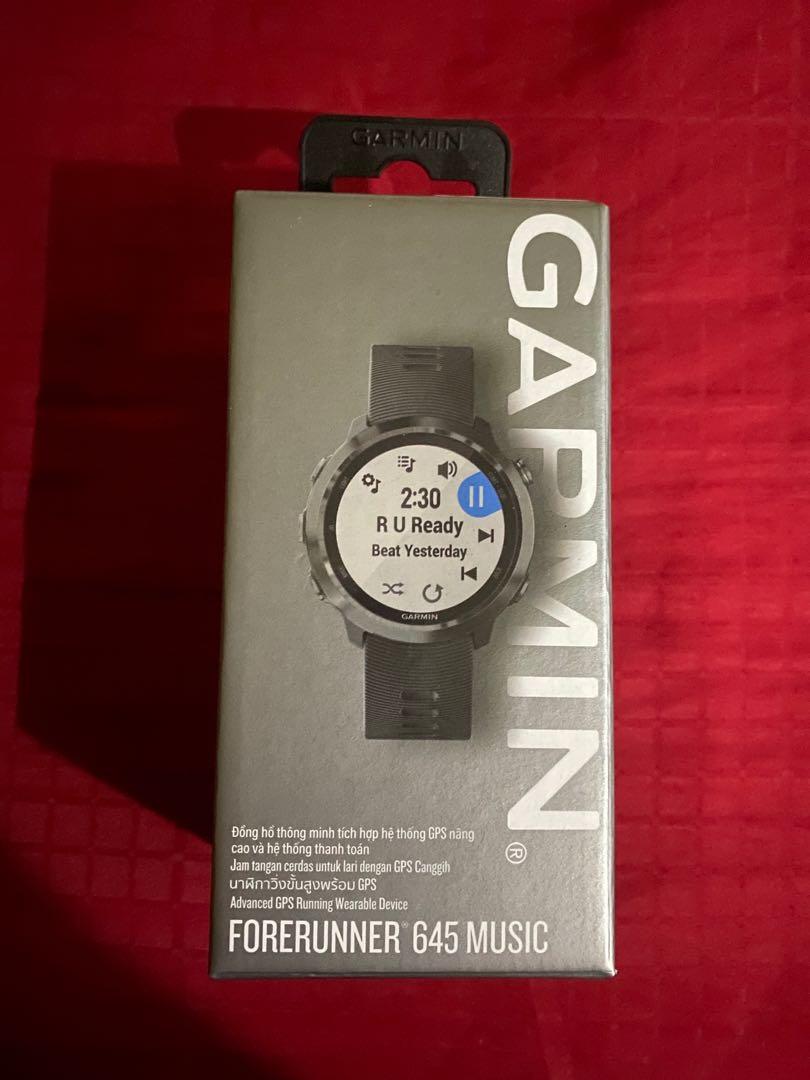 GARMIN
GARMIN®
2:30
R U Ready
Beat Yesterday
GARMIN
Đồng hồ thông minh tích hợp hệ thống GPS nâng
cao và hệ thống thanh toán
Jam tangan cerdas untuk lari dengan GPS Canggih
นาฬิกาวิ่งขั้นสูงพร้อม GPS
Advanced GPS Running Wearable Device
FORERUNNER® 645 MUSIC